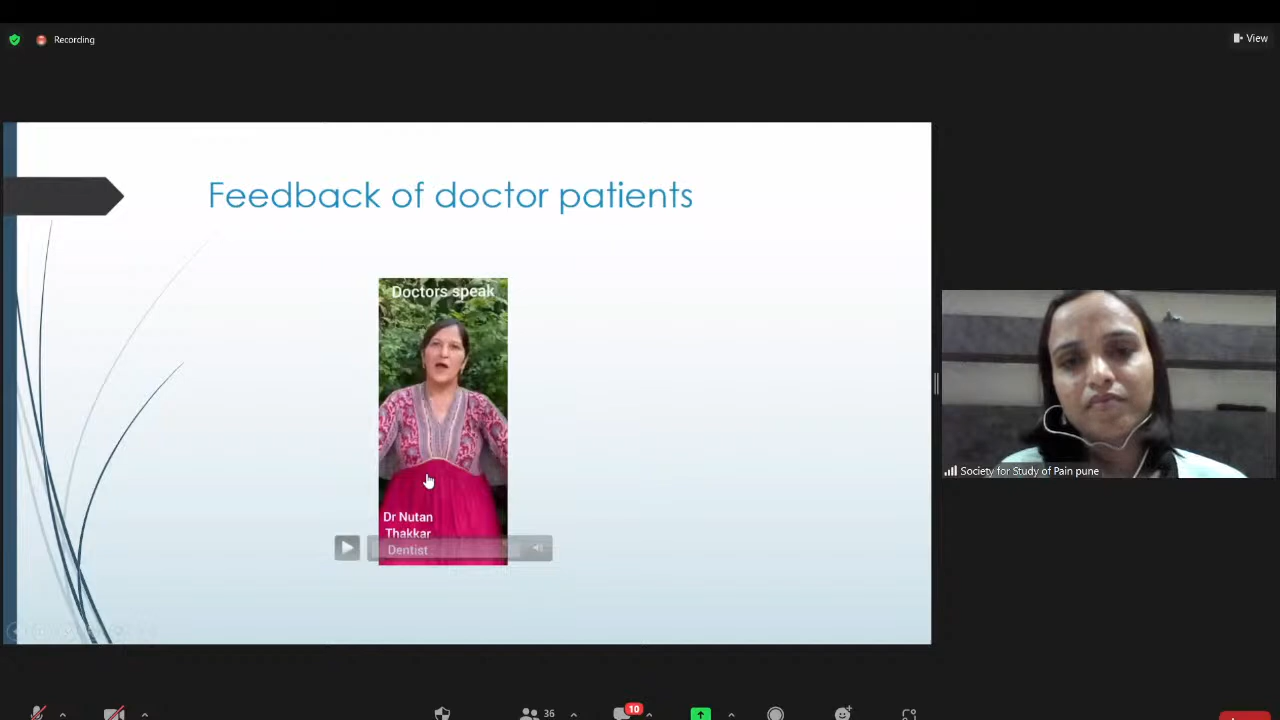 Recording
View
Feedback of doctor patients
Doctors speak
Dr Nutan
Thakkar
Dentist
Society for Study of Pain pune
36
10